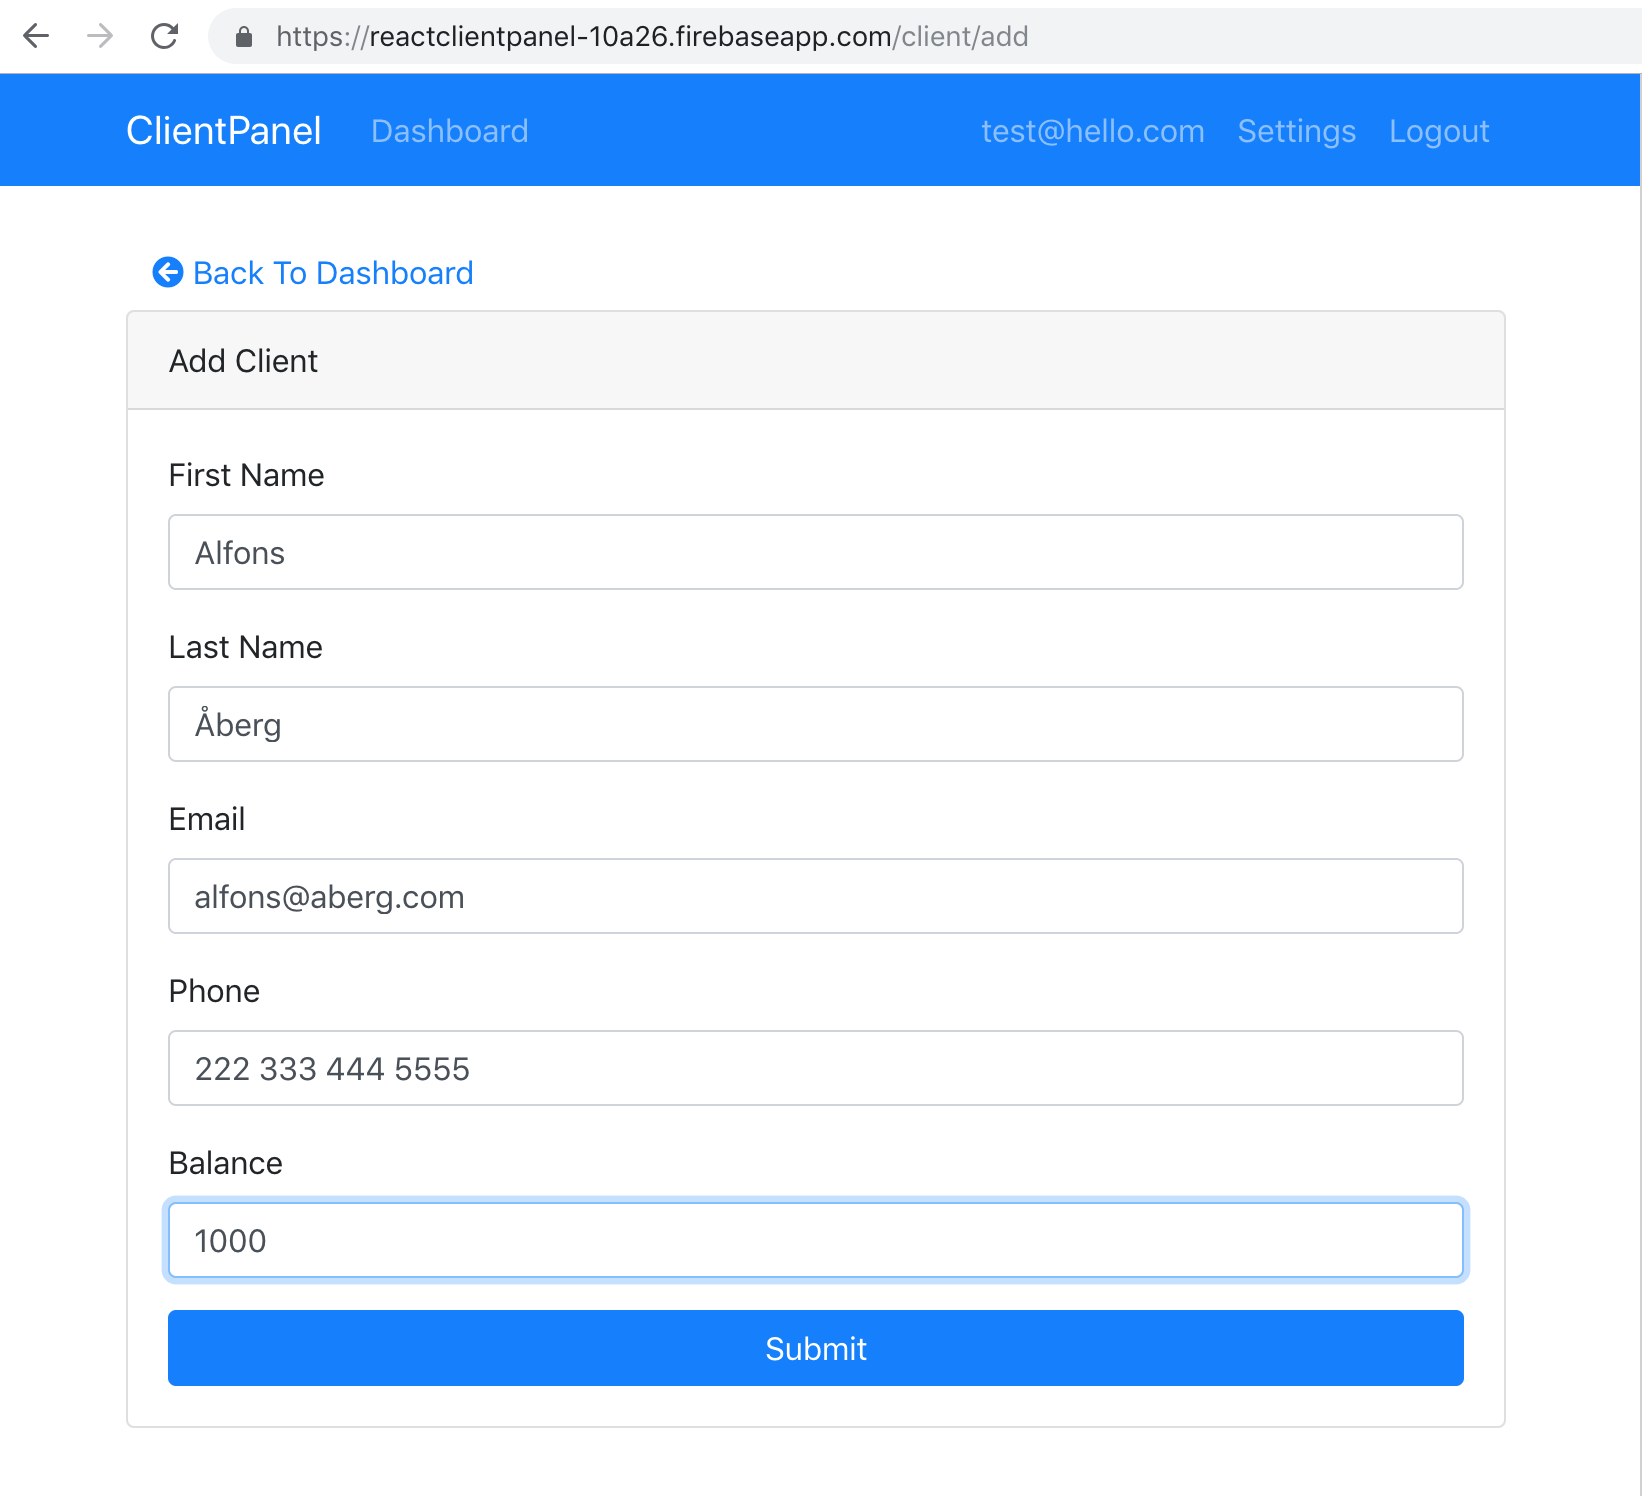 https://reactclientpanel-10a26.firebaseapp.com/client/add
ClientPanel Dashboard test@hello.com Settings Logout
Back To Dashboard
Add Client
First Name
Alfons
Last Name
Åberg
Email
alfons@aberg.com
Phone
222 333 444 5555
Balance
1000
Submit